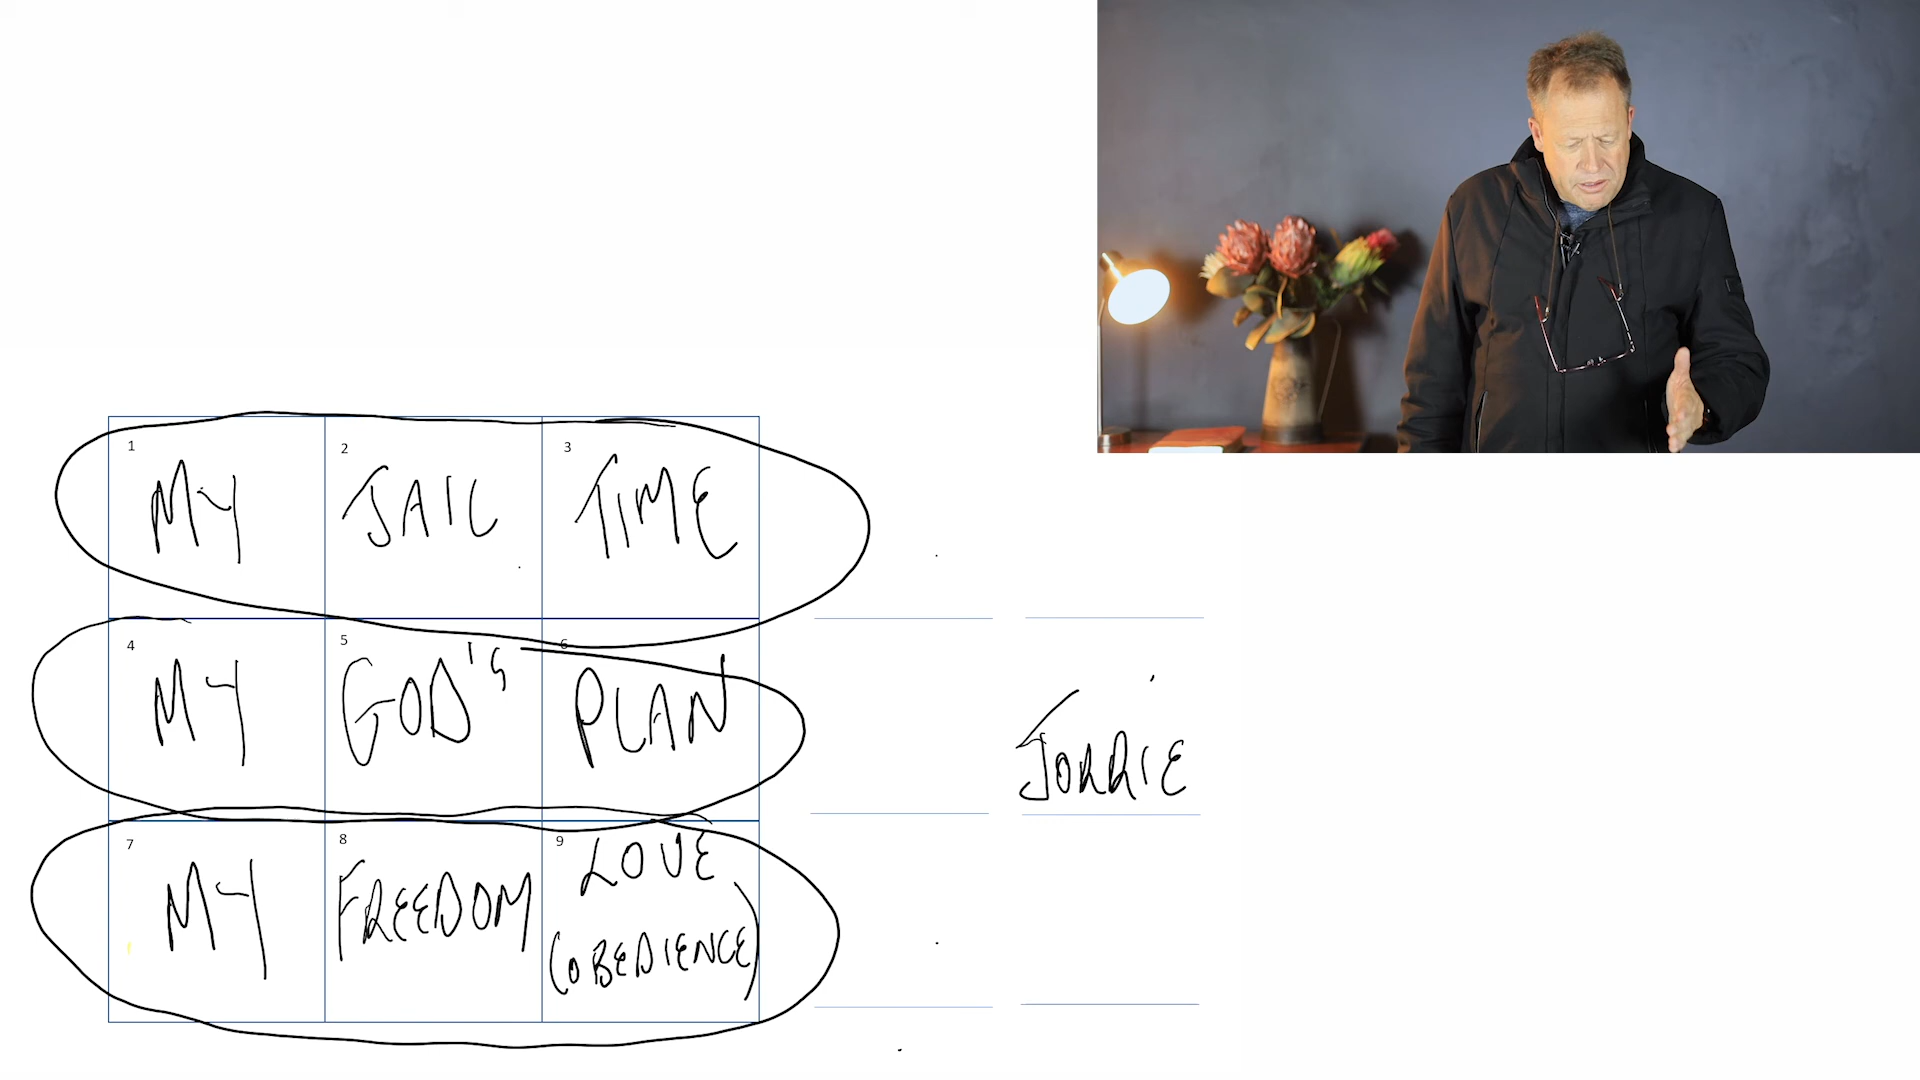 1 2 3
MY JAIL TIME
4 5 6
MY GOD'S PLAN
JORRIE
7 8 9
MY FREEDOM LOVE
(OBEDIENCE)